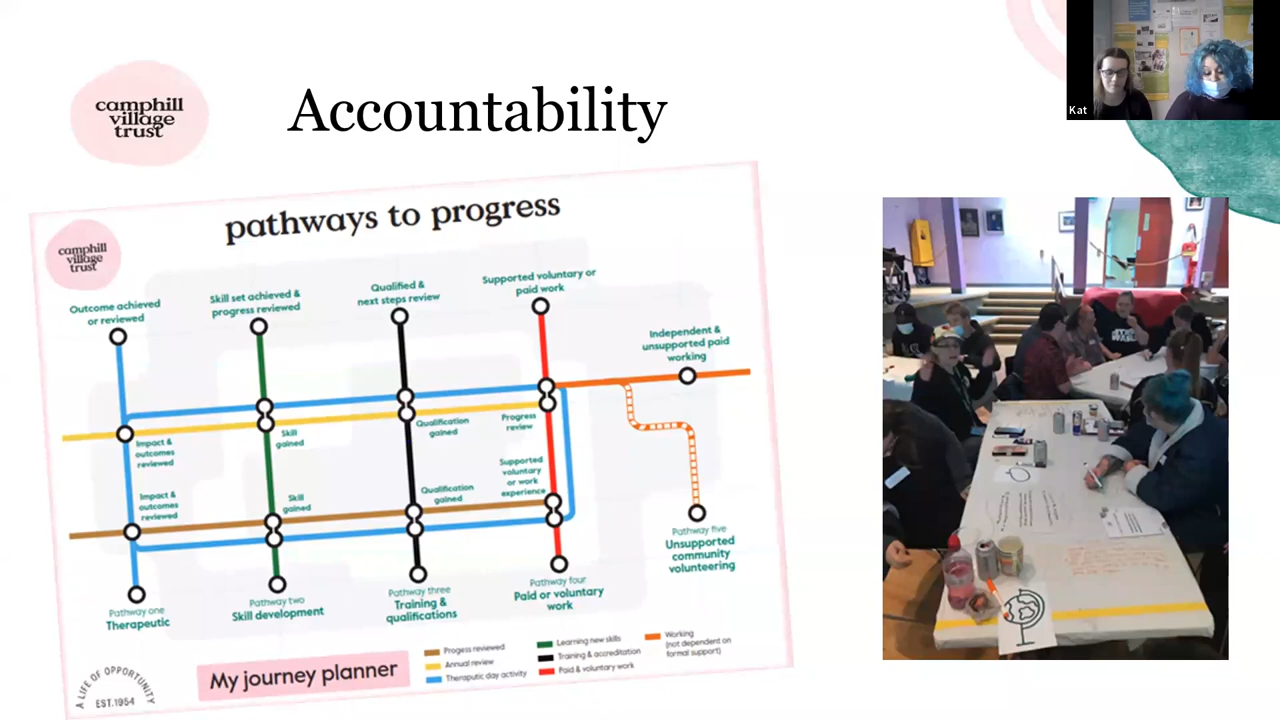 Kat
camphill
village
trust
Accountability
camphill
village
trust
pathways to progress
Outcome achieved
or reviewed
Skill set achieved &
progress reviewed
Qualified &
next steps review
Supported voluntary or
paid work
Independent &
unsupported paid
working
Impact &
outcomes
reviewed
Skill
gained
Qualification
gained
Progress
review
Impact &
outcomes
reviewed
Skill
gained
Qualification
gained
Supported
voluntary
or work
experience
Pathway one
Therapeutic
Pathway two
Skill development
Pathway three
Training &
qualifications
Pathway four
Paid or voluntary
work
Pathway five
Unsupported
community
volunteering
A LIFE OF OPPORTUNITY
EST.1954
My journey planner
Progess reviewed
Annual review
Theraputic day activity
Learning new skills
Training & accreditation
Paid & voluntary work
Working
(not dependent on
formal support)
STAR
WARS